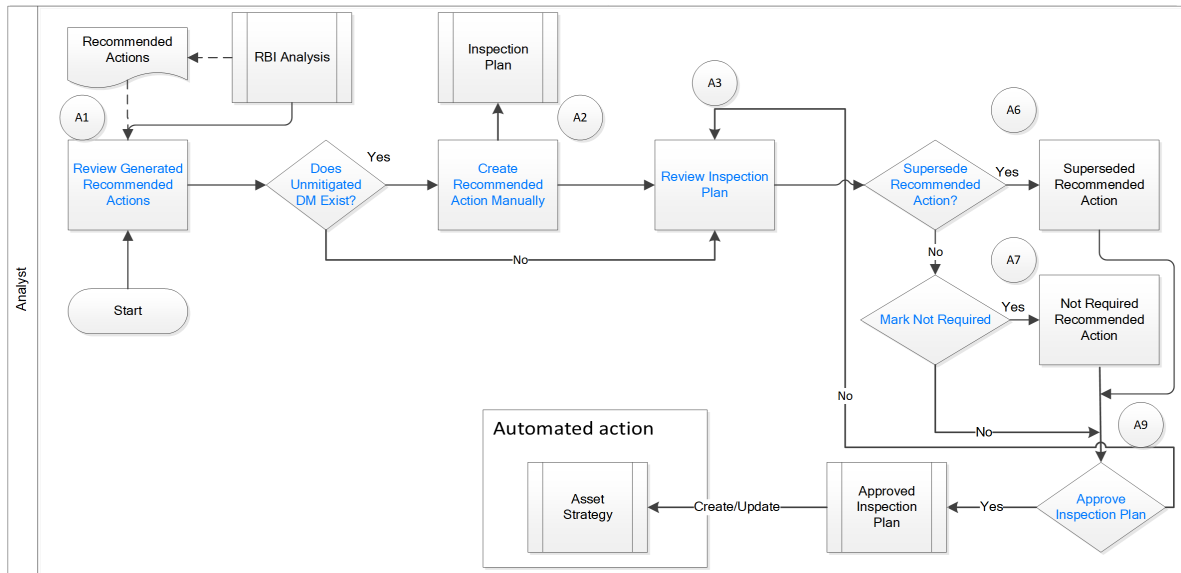 Analyst
Recommended
Actions
RBI Analysis
Inspection
Plan
A1
A2
A3
A6
Review Generated
Recommended
Actions
Does
Unmitigated
DM Exist?
Yes
Create
Recommended
Action Manually
Review Inspection
Plan
Supersede
Recommended
Action?
Yes
Superseded
Recommended
Action
No
No
A7
Start
Mark Not Required
Yes
Not Required
Recommended
Action
No
No
A9
Automated action
Asset
Strategy
Create/Update
Approved
Inspection
Plan
Yes
Approve
Inspection Plan